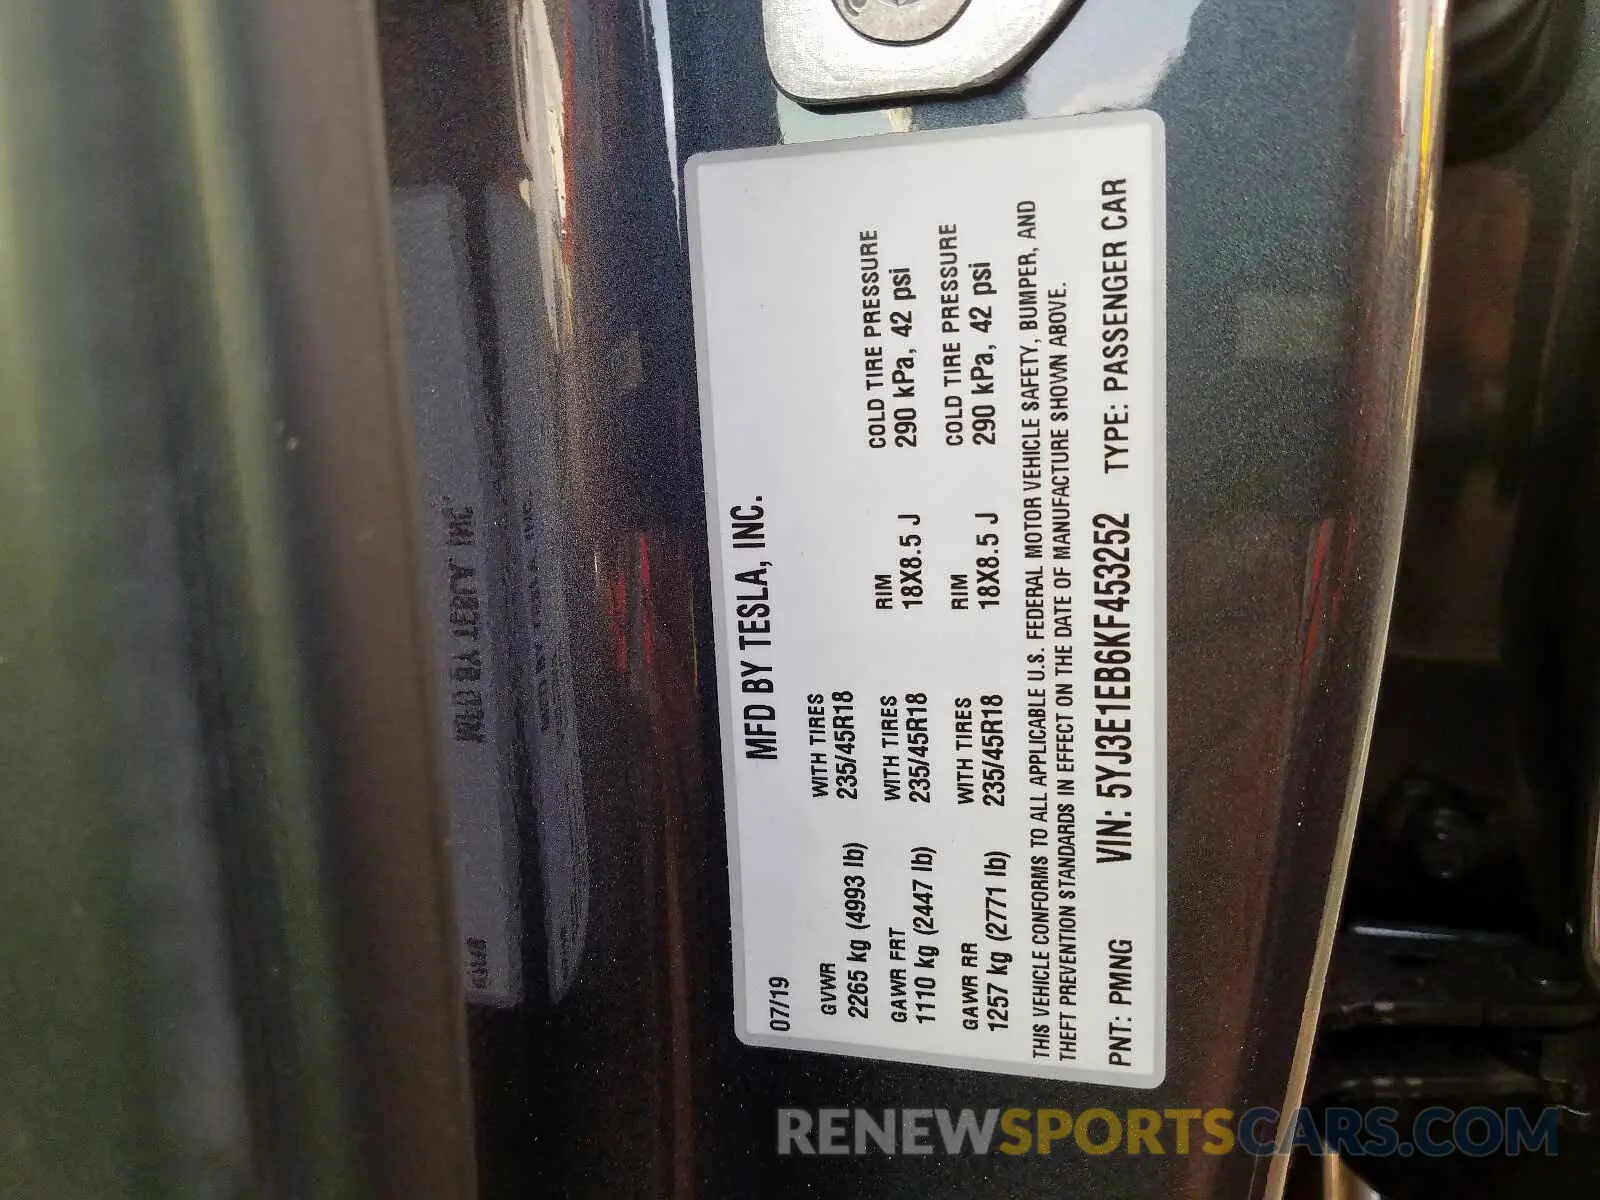 MFD BY TESLA, INC.
07/19
GVWR WITH TIRES
2265 kg (4993 lb) 235/45R18
GAWR FRT WITH TIRES RIM COLD TIRE PRESSURE
1110 kg (2447 lb) 235/45R18 18X8.5 J 290 kPa, 42 psi
GAWR RR WITH TIRES RIM COLD TIRE PRESSURE
1257 kg (2771 lb) 235/45R18 18X8.5 J 290 kPa, 42 psi
THIS VEHICLE CONFORMS TO ALL APPLICABLE U.S. FEDERAL MOTOR VEHICLE SAFETY, BUMPER, AND
THEFT PREVENTION STANDARDS IN EFFECT ON THE DATE OF MANUFACTURE SHOWN ABOVE.
PNT: PMNG VIN: 5YJ3E1EB6KF453252 TYPE: PASSENGER CAR
RENEWSPORTSCARS.COM